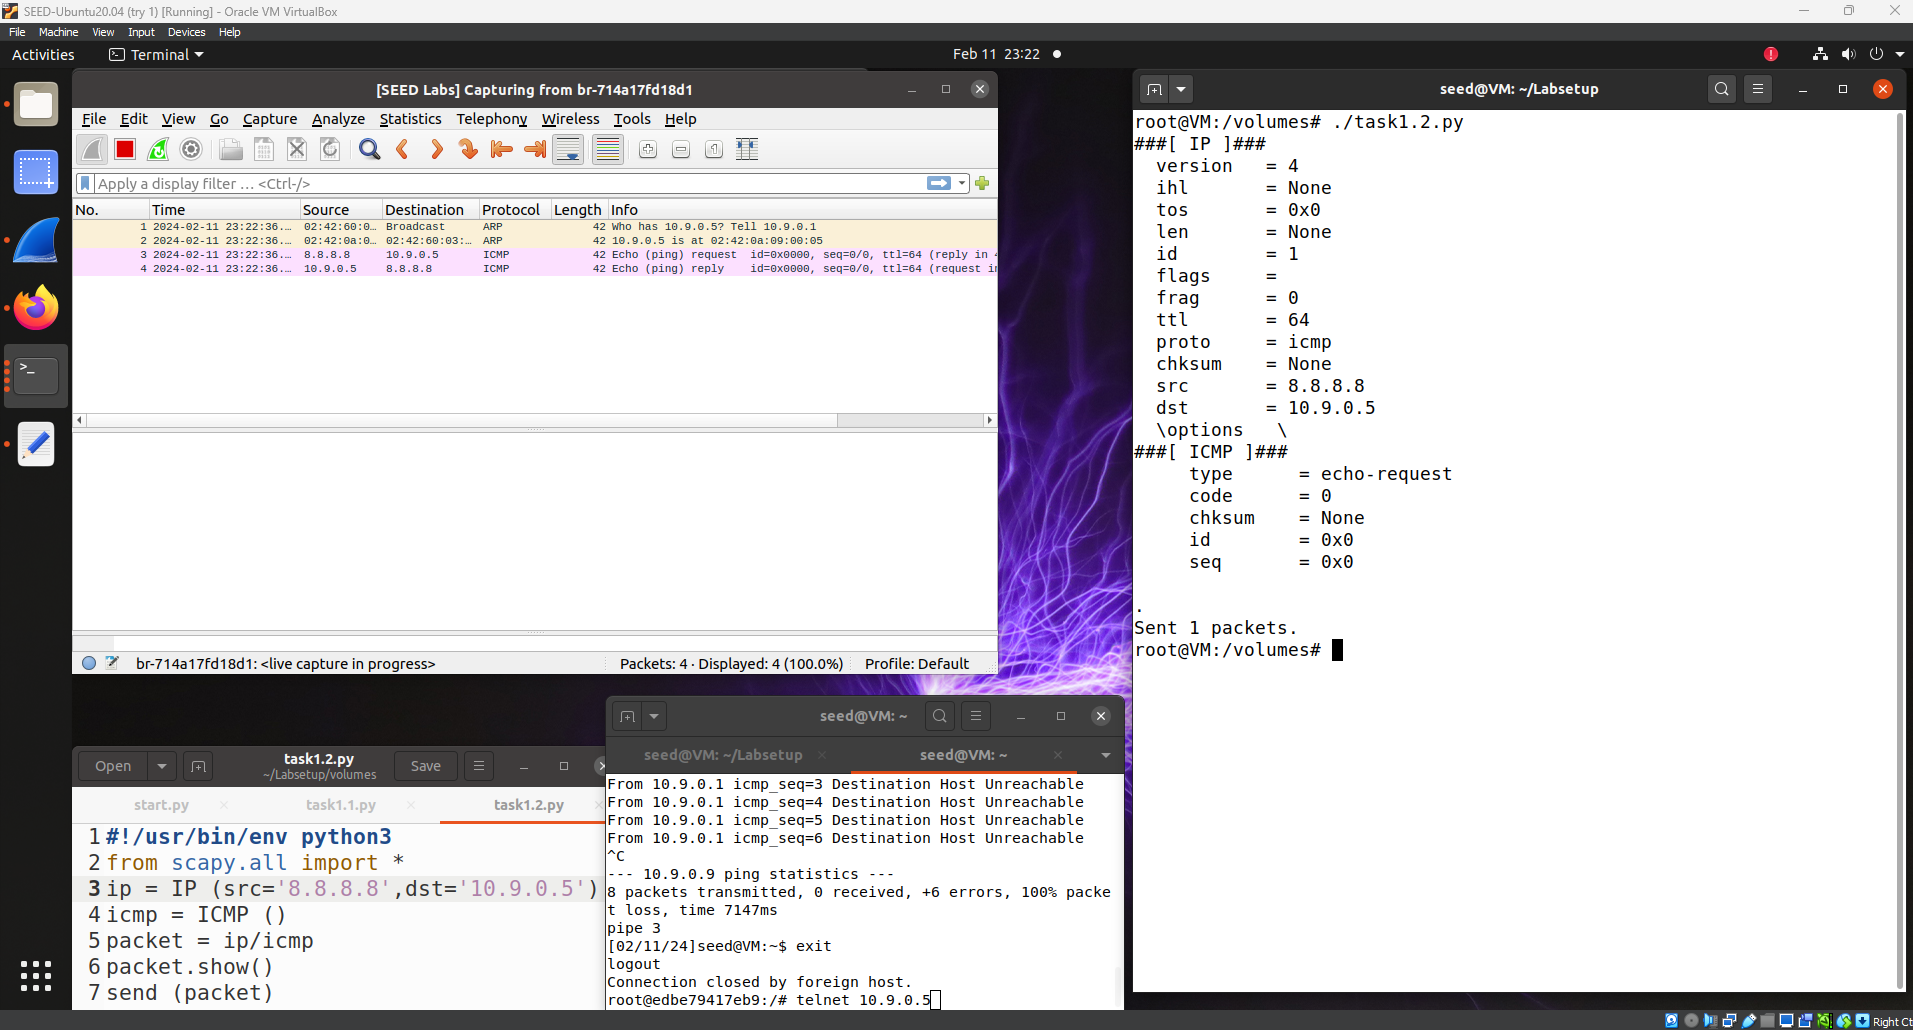 SEED-Ubuntu20.04 (try 1) [Running] - Oracle VM VirtualBox
File Machine View Input Devices Help
Activities Terminal Feb 11 23:22
[SEED Labs] Capturing from br-714a17fd18d1
File Edit View Go Capture Analyze Statistics Telephony Wireless Tools Help
Apply a display filter … <Ctrl-/>
No. Time Source Destination Protocol Length Info
1 2024-02-11 23:22:36.… 02:42:60:0… Broadcast ARP 42 Who has 10.9.0.5? Tell 10.9.0.1
2 2024-02-11 23:22:36.… 02:42:0a:0… 02:42:60:03:… ARP 42 10.9.0.5 is at 02:42:0a:09:00:05
3 2024-02-11 23:22:36.… 8.8.8.8 10.9.0.5 ICMP 42 Echo (ping) request id=0x0000, seq=0/0, ttl=64 (reply in 4
4 2024-02-11 23:22:36.… 10.9.0.5 8.8.8.8 ICMP 42 Echo (ping) reply id=0x0000, seq=0/0, ttl=64 (request in
br-714a17fd18d1: <live capture in progress> Packets: 4 · Displayed: 4 (100.0%) Profile: Default
Open task1.2.py Save
~/Labsetup/volumes
start.py task1.1.py task1.2.py
1 #!/usr/bin/env python3
2 from scapy.all import *
3 ip = IP (src='8.8.8.8',dst='10.9.0.5')
4 icmp = ICMP ()
5 packet = ip/icmp
6 packet.show()
7 send (packet)
seed@VM: ~
seed@VM: ~/Labsetup seed@VM: ~
From 10.9.0.1 icmp_seq=3 Destination Host Unreachable
From 10.9.0.1 icmp_seq=4 Destination Host Unreachable
From 10.9.0.1 icmp_seq=5 Destination Host Unreachable
From 10.9.0.1 icmp_seq=6 Destination Host Unreachable
^C
--- 10.9.0.9 ping statistics ---
8 packets transmitted, 0 received, +6 errors, 100% packe
t loss, time 7147ms
pipe 3
[02/11/24]seed@VM:~$ exit
logout
Connection closed by foreign host.
root@edbe79417eb9:/# telnet 10.9.0.5
seed@VM: ~/Labsetup
root@VM:/volumes# ./task1.2.py
###[ IP ]###
version = 4
ihl = None
tos = 0x0
len = None
id = 1
flags =
frag = 0
ttl = 64
proto = icmp
chksum = None
src = 8.8.8.8
dst = 10.9.0.5
\options \
###[ ICMP ]###
type = echo-request
code = 0
chksum = None
id = 0x0
seq = 0x0
.
Sent 1 packets.
root@VM:/volumes#
Right Ct